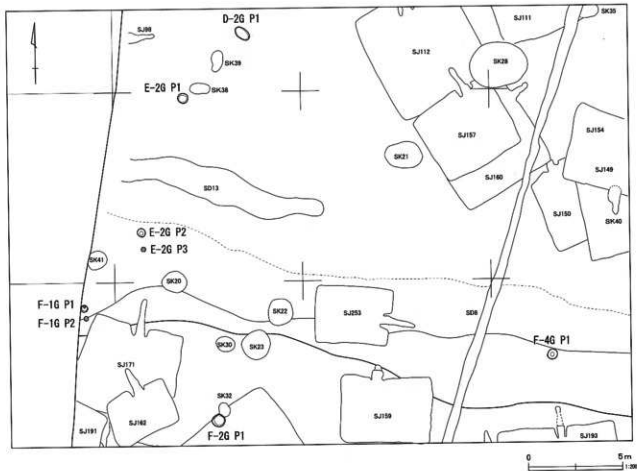 D-2G P1
SJ98
SJ111
SK35
SJ112
SK39
SK28
E-2G P1
SK38
SJ157
SJ154
SK21
SJ160
SJ149
SD13
SJ150
SK40
E-2G P2
E-2G P3
SK41
SK20
F-1G P1
F-1G P2
SK22
SJ253
SD8
F-4G P1
SK30
SK23
SJ171
SK32
SJ162
SJ159
SJ191
F-2G P1
SJ193
0
5m